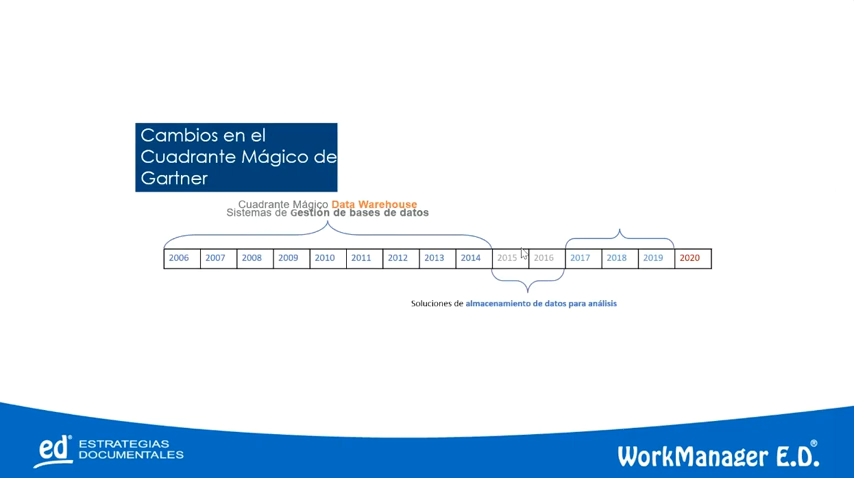 Cambios en el
Cuadrante Mágico de
Gartner
Cuadrante Mágico Data Warehouse
Sistemas de Gestión de bases de datos
2006 2007 2008 2009 2010 2011 2012 2013 2014 2015 2016 2017 2018 2019 2020
Soluciones de almacenamiento de datos para análisis
ed® ESTRATEGIAS
DOCUMENTALES
WorkManager E.D.®